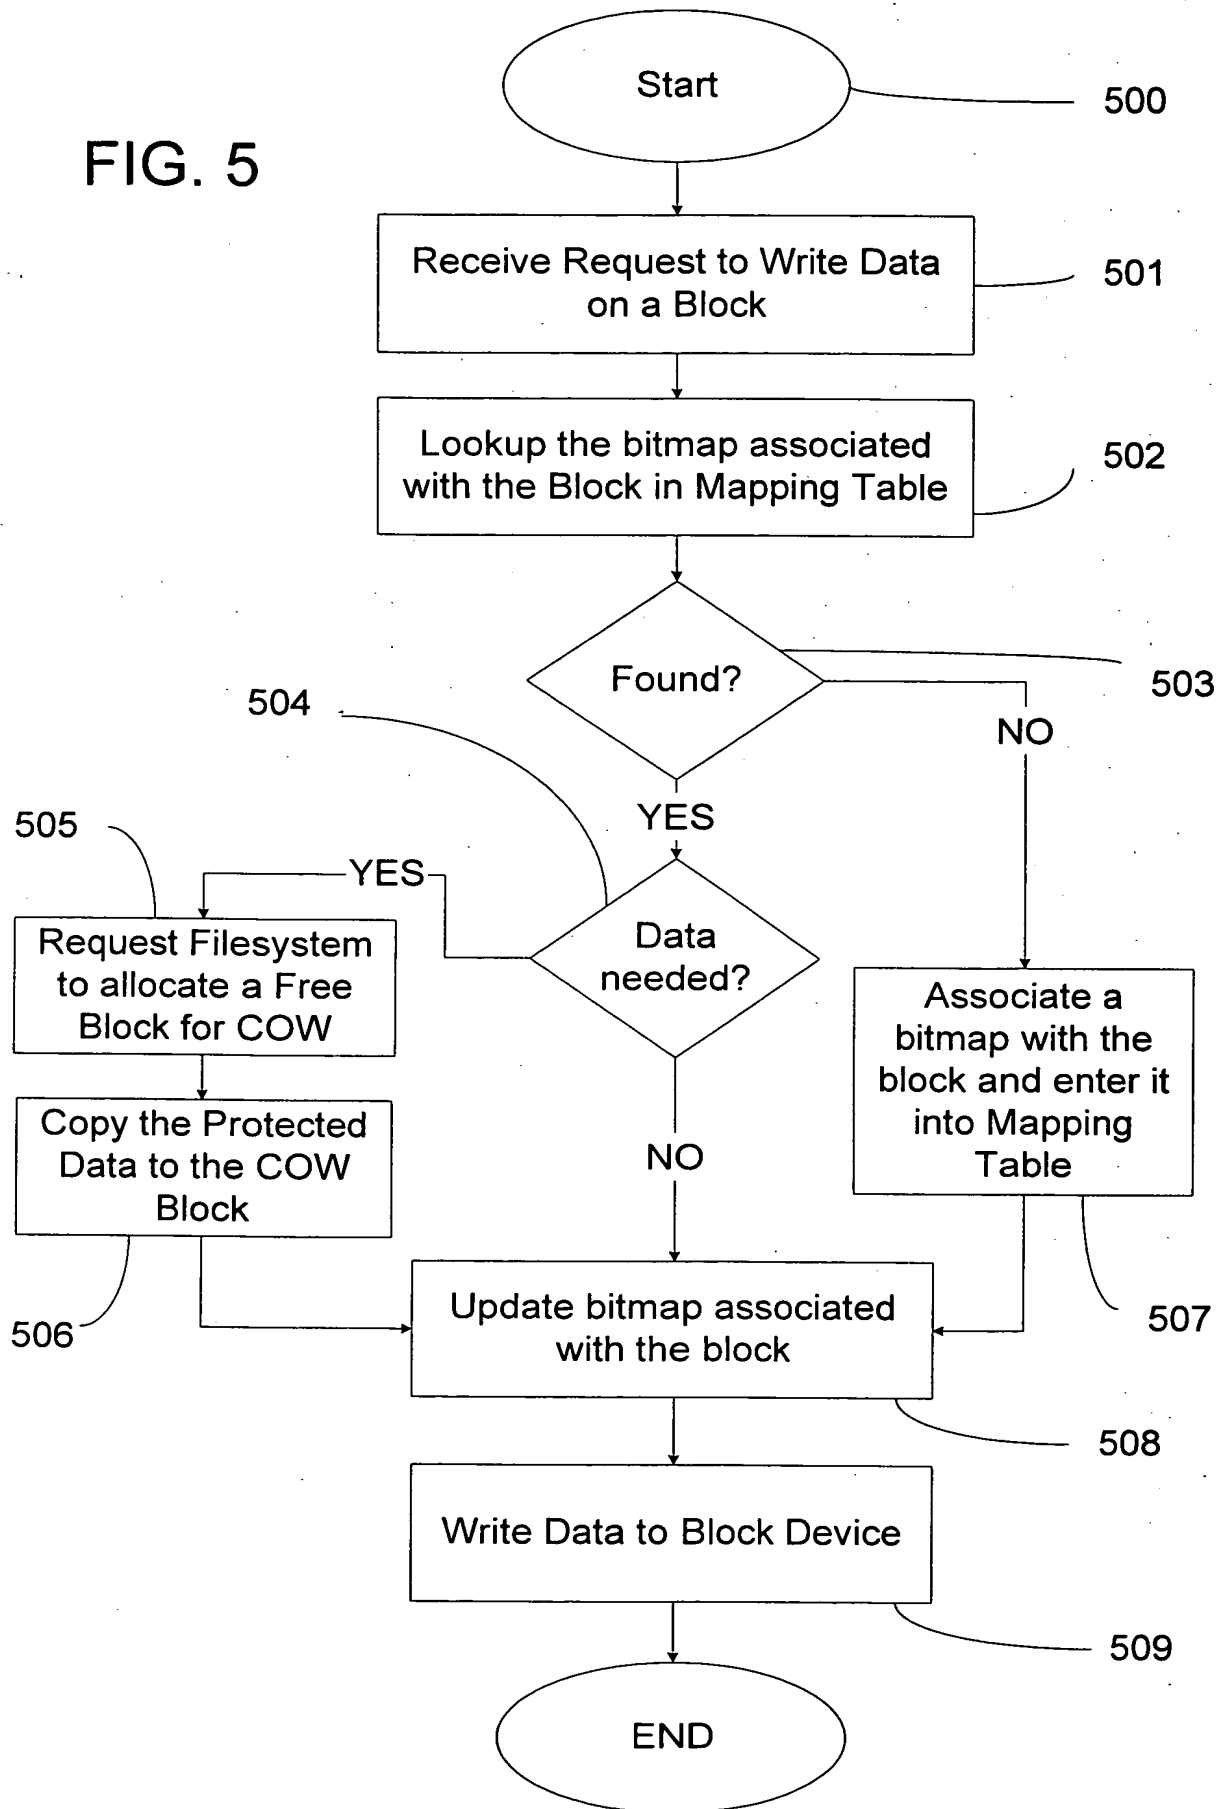 Start
500
FIG. 5
Receive Request to Write Data
on a Block
501
Lookup the bitmap associated
with the Block in Mapping Table
502
Found?
503
504
NO
YES
505
YES
Request Filesystem
to allocate a Free
Block for COW
Data
needed?
Associate a
bitmap with the
block and enter it
into Mapping
Table
Copy the Protected
Data to the COW
Block
NO
506
Update bitmap associated
with the block
507
508
Write Data to Block Device
509
END